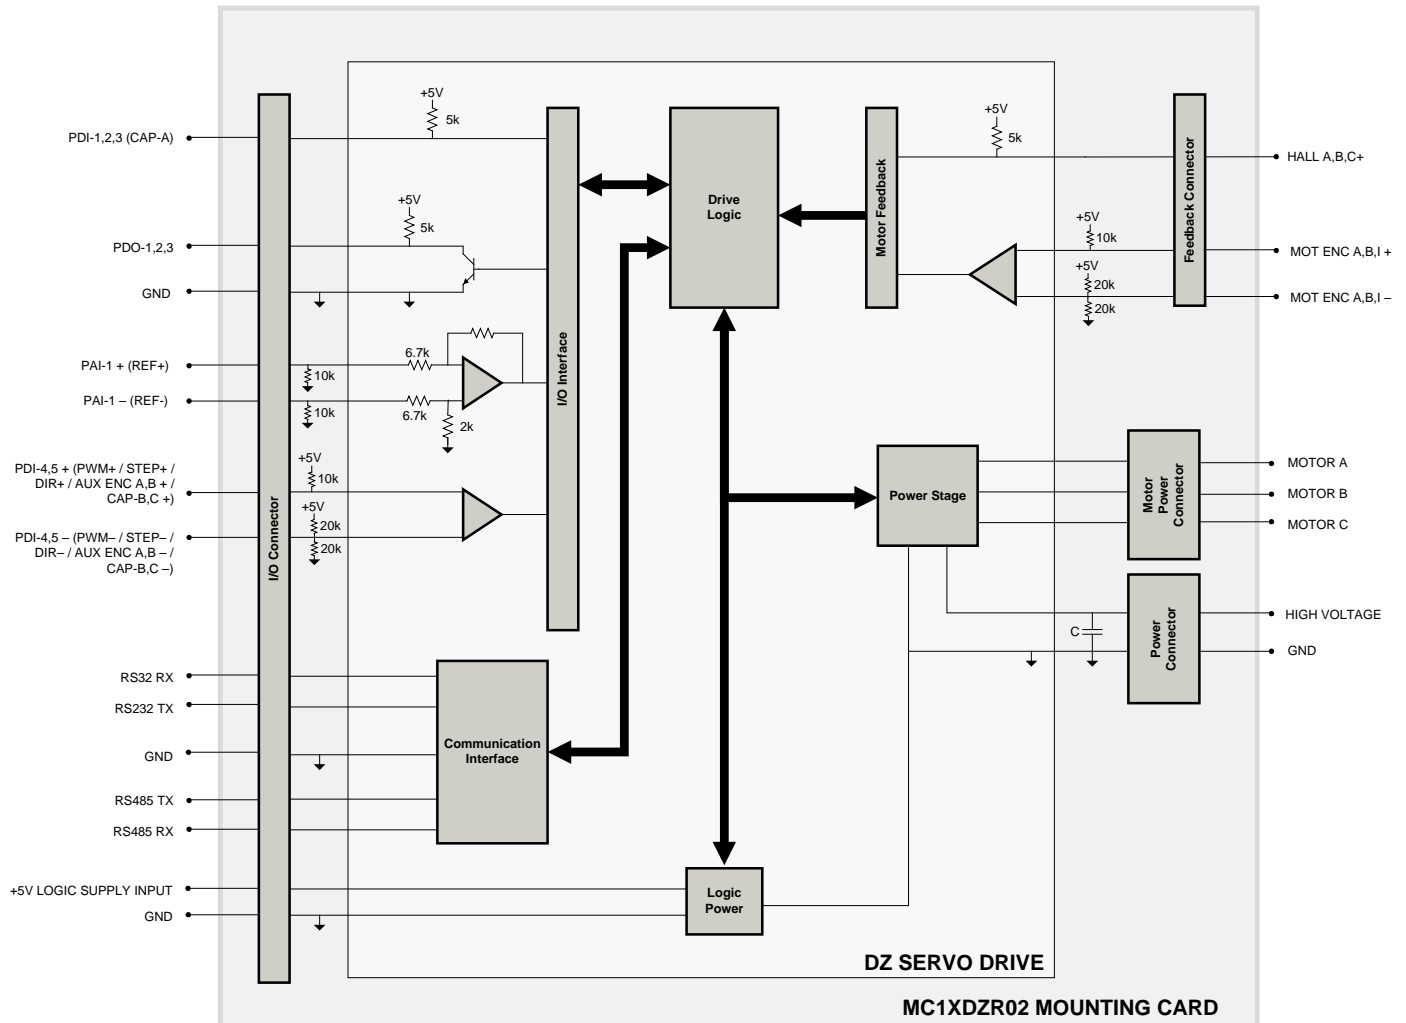 PDI-1,2,3 (CAP-A)
PDO-1,2,3
GND
PAI-1 + (REF+)
PAI-1 – (REF-)
PDI-4,5 + (PWM+ / STEP+ /
DIR+ / AUX ENC A,B + /
CAP-B,C +)
PDI-4,5 – (PWM– / STEP– /
DIR– / AUX ENC A,B – /
CAP-B,C –)
RS32 RX
RS232 TX
GND
RS485 TX
RS485 RX
+5V LOGIC SUPPLY INPUT
GND
I/O Connector
+5V
5k
+5V
5k
6.7k
10k
10k
6.7k
2k
+5V
10k
+5V
20k
20k
I/O Interface
Communication
Interface
Drive
Logic
Logic
Power
Motor Feedback
+5V
5k
+5V
10k
+5V
20k
20k
Feedback Connector
HALL A,B,C+
MOT ENC A,B,I +
MOT ENC A,B,I –
Power Stage
Motor
Power
Connector
MOTOR A
MOTOR B
MOTOR C
C
Power
Connector
HIGH VOLTAGE
GND
DZ SERVO DRIVE
MC1XDZR02 MOUNTING CARD